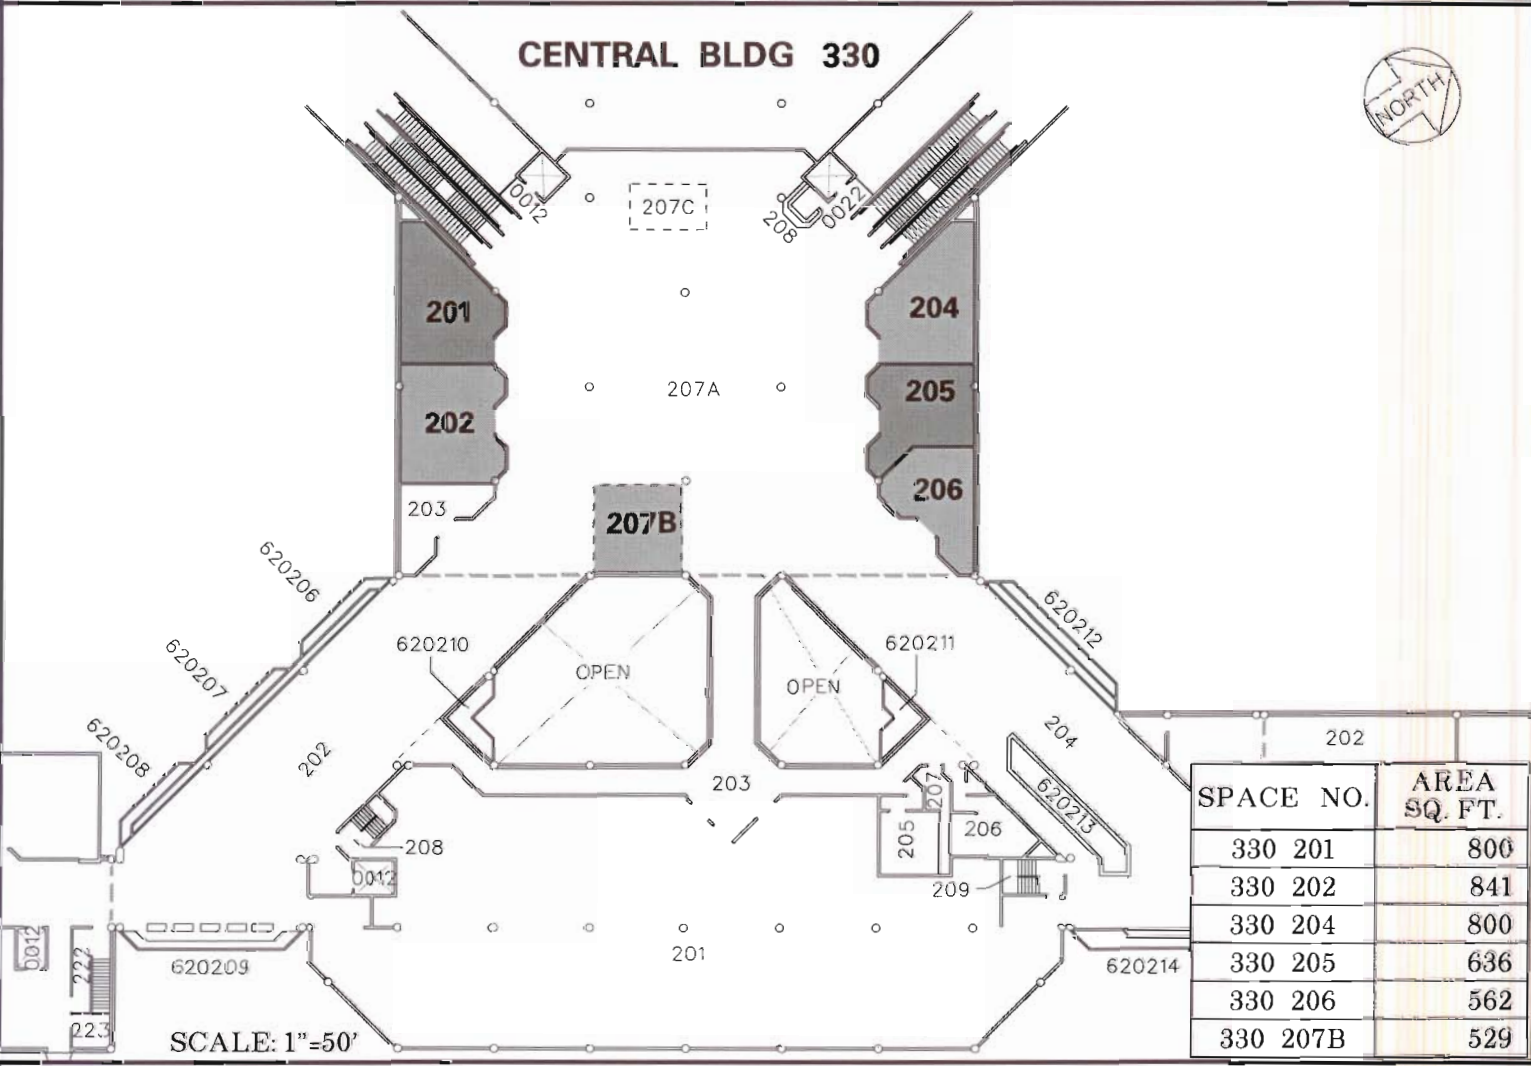 CENTRAL BLDG 330
NORTH
0012
207C
208
0022
201
204
207A
205
202
206
203
207B
620206
620212
620207
620210
620211
OPEN
OPEN
620208
202
204
202
203
207
620213
205
206
208
0012
209
0012
222
201
620209
620214
223
SCALE: 1"=50'
SPACE NO. AREA SQ. FT.
330 201 800
330 202 841
330 204 800
330 205 636
330 206 562
330 207B 529